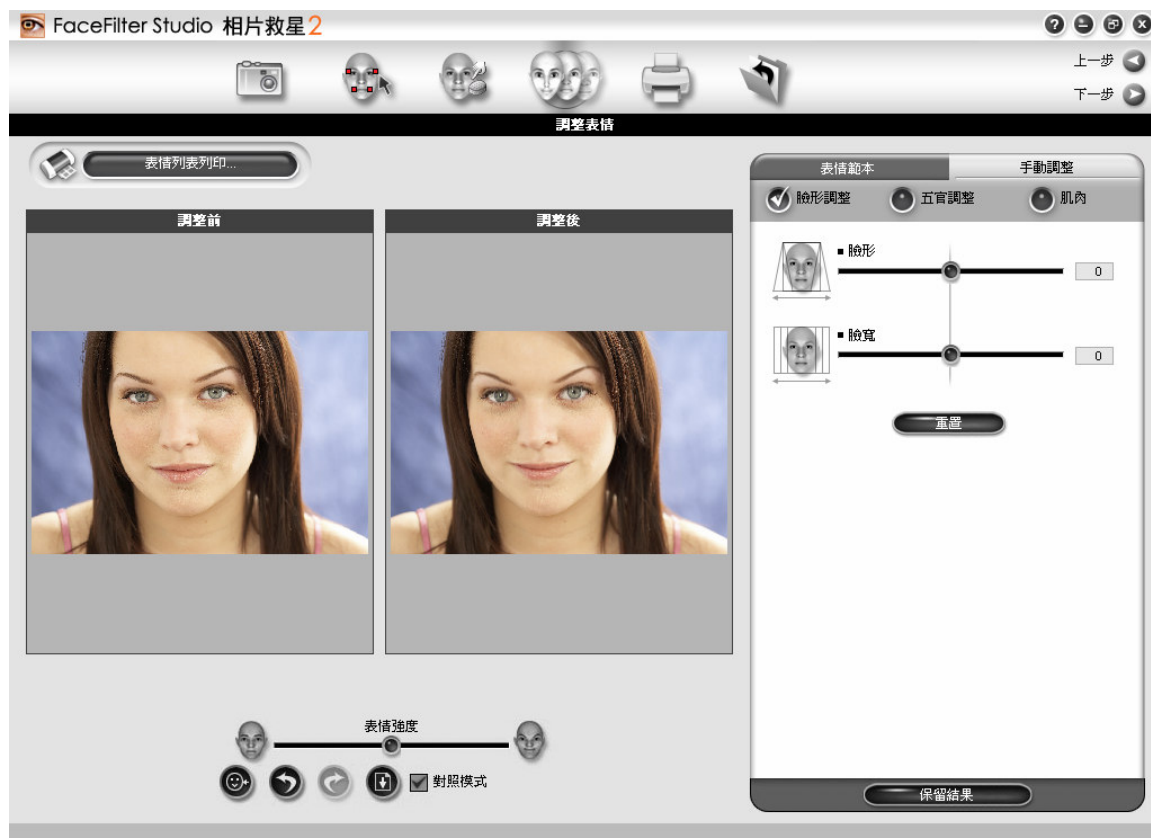 FaceFilter Studio 相片救星2
上一步
下一步
調整表情
表情列表列印...
調整前
調整後
表情範本
手動調整
臉形調整
五官調整
肌肉
臉形
0
臉寬
0
重置
表情強度
對照模式
保留結果